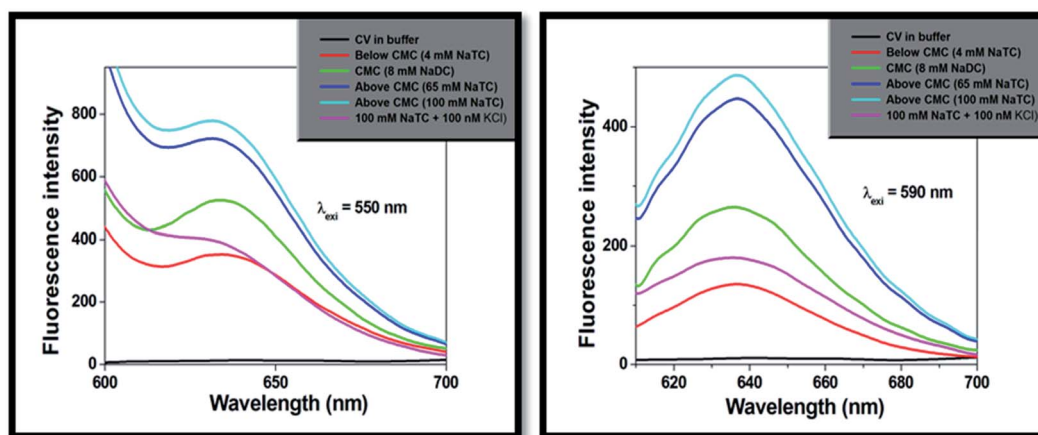 CV in buffer
Below CMC (4 mM NaTC)
CMC (8 mM NaDC)
Above CMC (65 mM NaTC)
Above CMC (100 mM NaTC)
100 mM NaTC + 100 nM KCl)
λexi = 550 nm
Fluorescence intensity
800
600
400
200
0
600
650
700
Wavelength (nm)
CV in buffer
Below CMC (4 mM NaTC)
CMC (8 mM NaDC)
Above CMC (65 mM NaTC)
Above CMC (100 mM NaTC)
100 mM NaTC + 100 nM KCl)
λexi = 590 nm
Fluorescence intensity
400
200
0
620
640
660
680
700
Wavelength (nm)